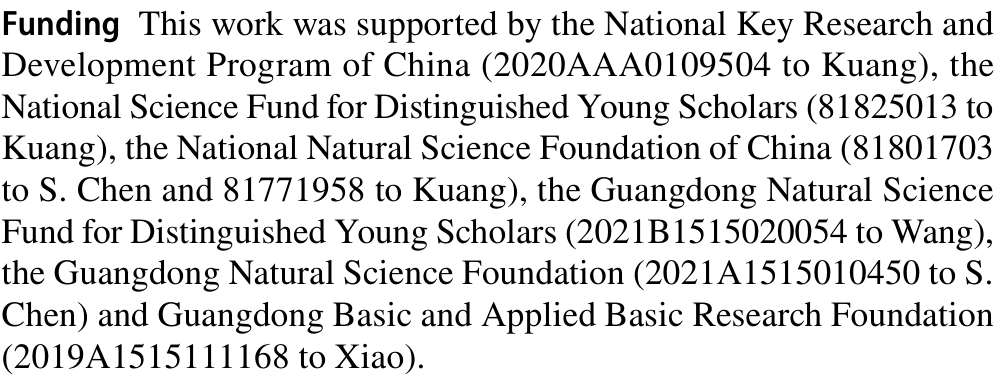 Funding This work was supported by the National Key Research and
Development Program of China (2020AAA0109504 to Kuang), the
National Science Fund for Distinguished Young Scholars (81825013 to
Kuang), the National Natural Science Foundation of China (81801703
to S. Chen and 81771958 to Kuang), the Guangdong Natural Science
Fund for Distinguished Young Scholars (2021B1515020054 to Wang),
the Guangdong Natural Science Foundation (2021A1515010450 to S.
Chen) and Guangdong Basic and Applied Basic Research Foundation
(2019A1515111168 to Xiao).